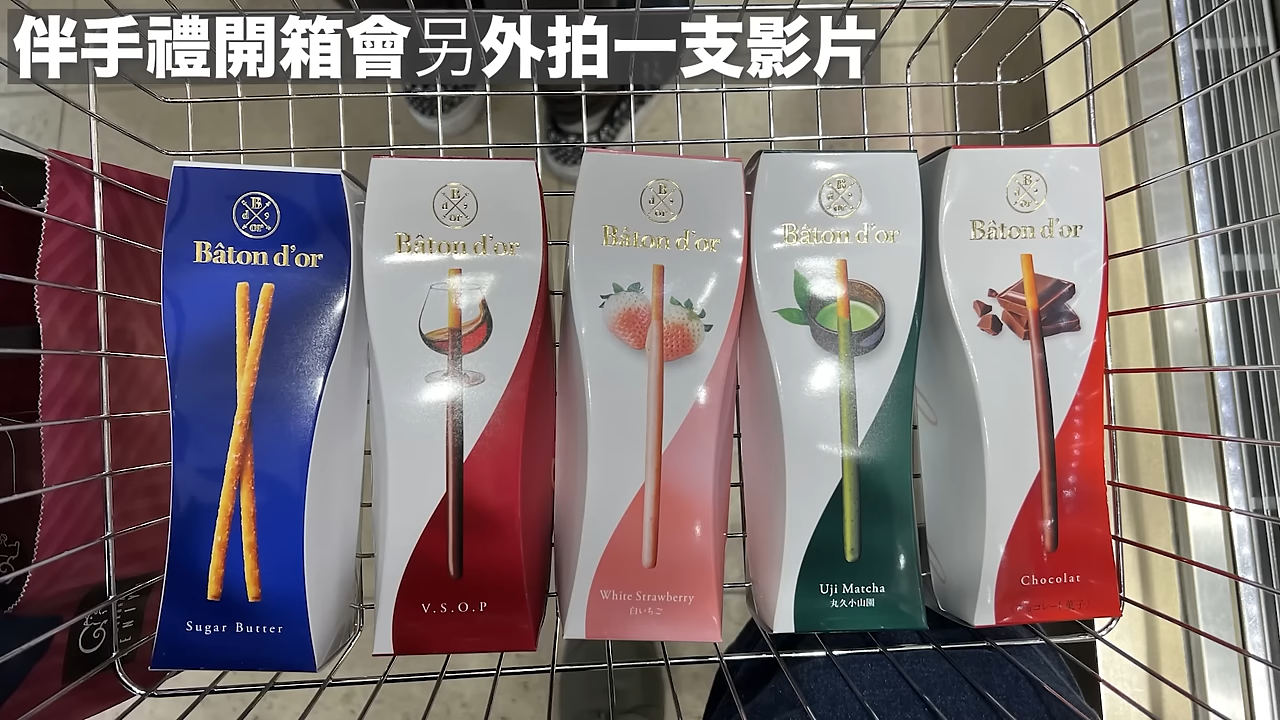 伴手禮開箱會另外拍一支影片
Bâton d'or
Sugar Butter
Bâton d'or
V.S.O.P
Bâton d'or
White Strawberry
白いちご
Bâton d'or
Uji Matcha
丸久小山園
Bâton d'or
Chocolat